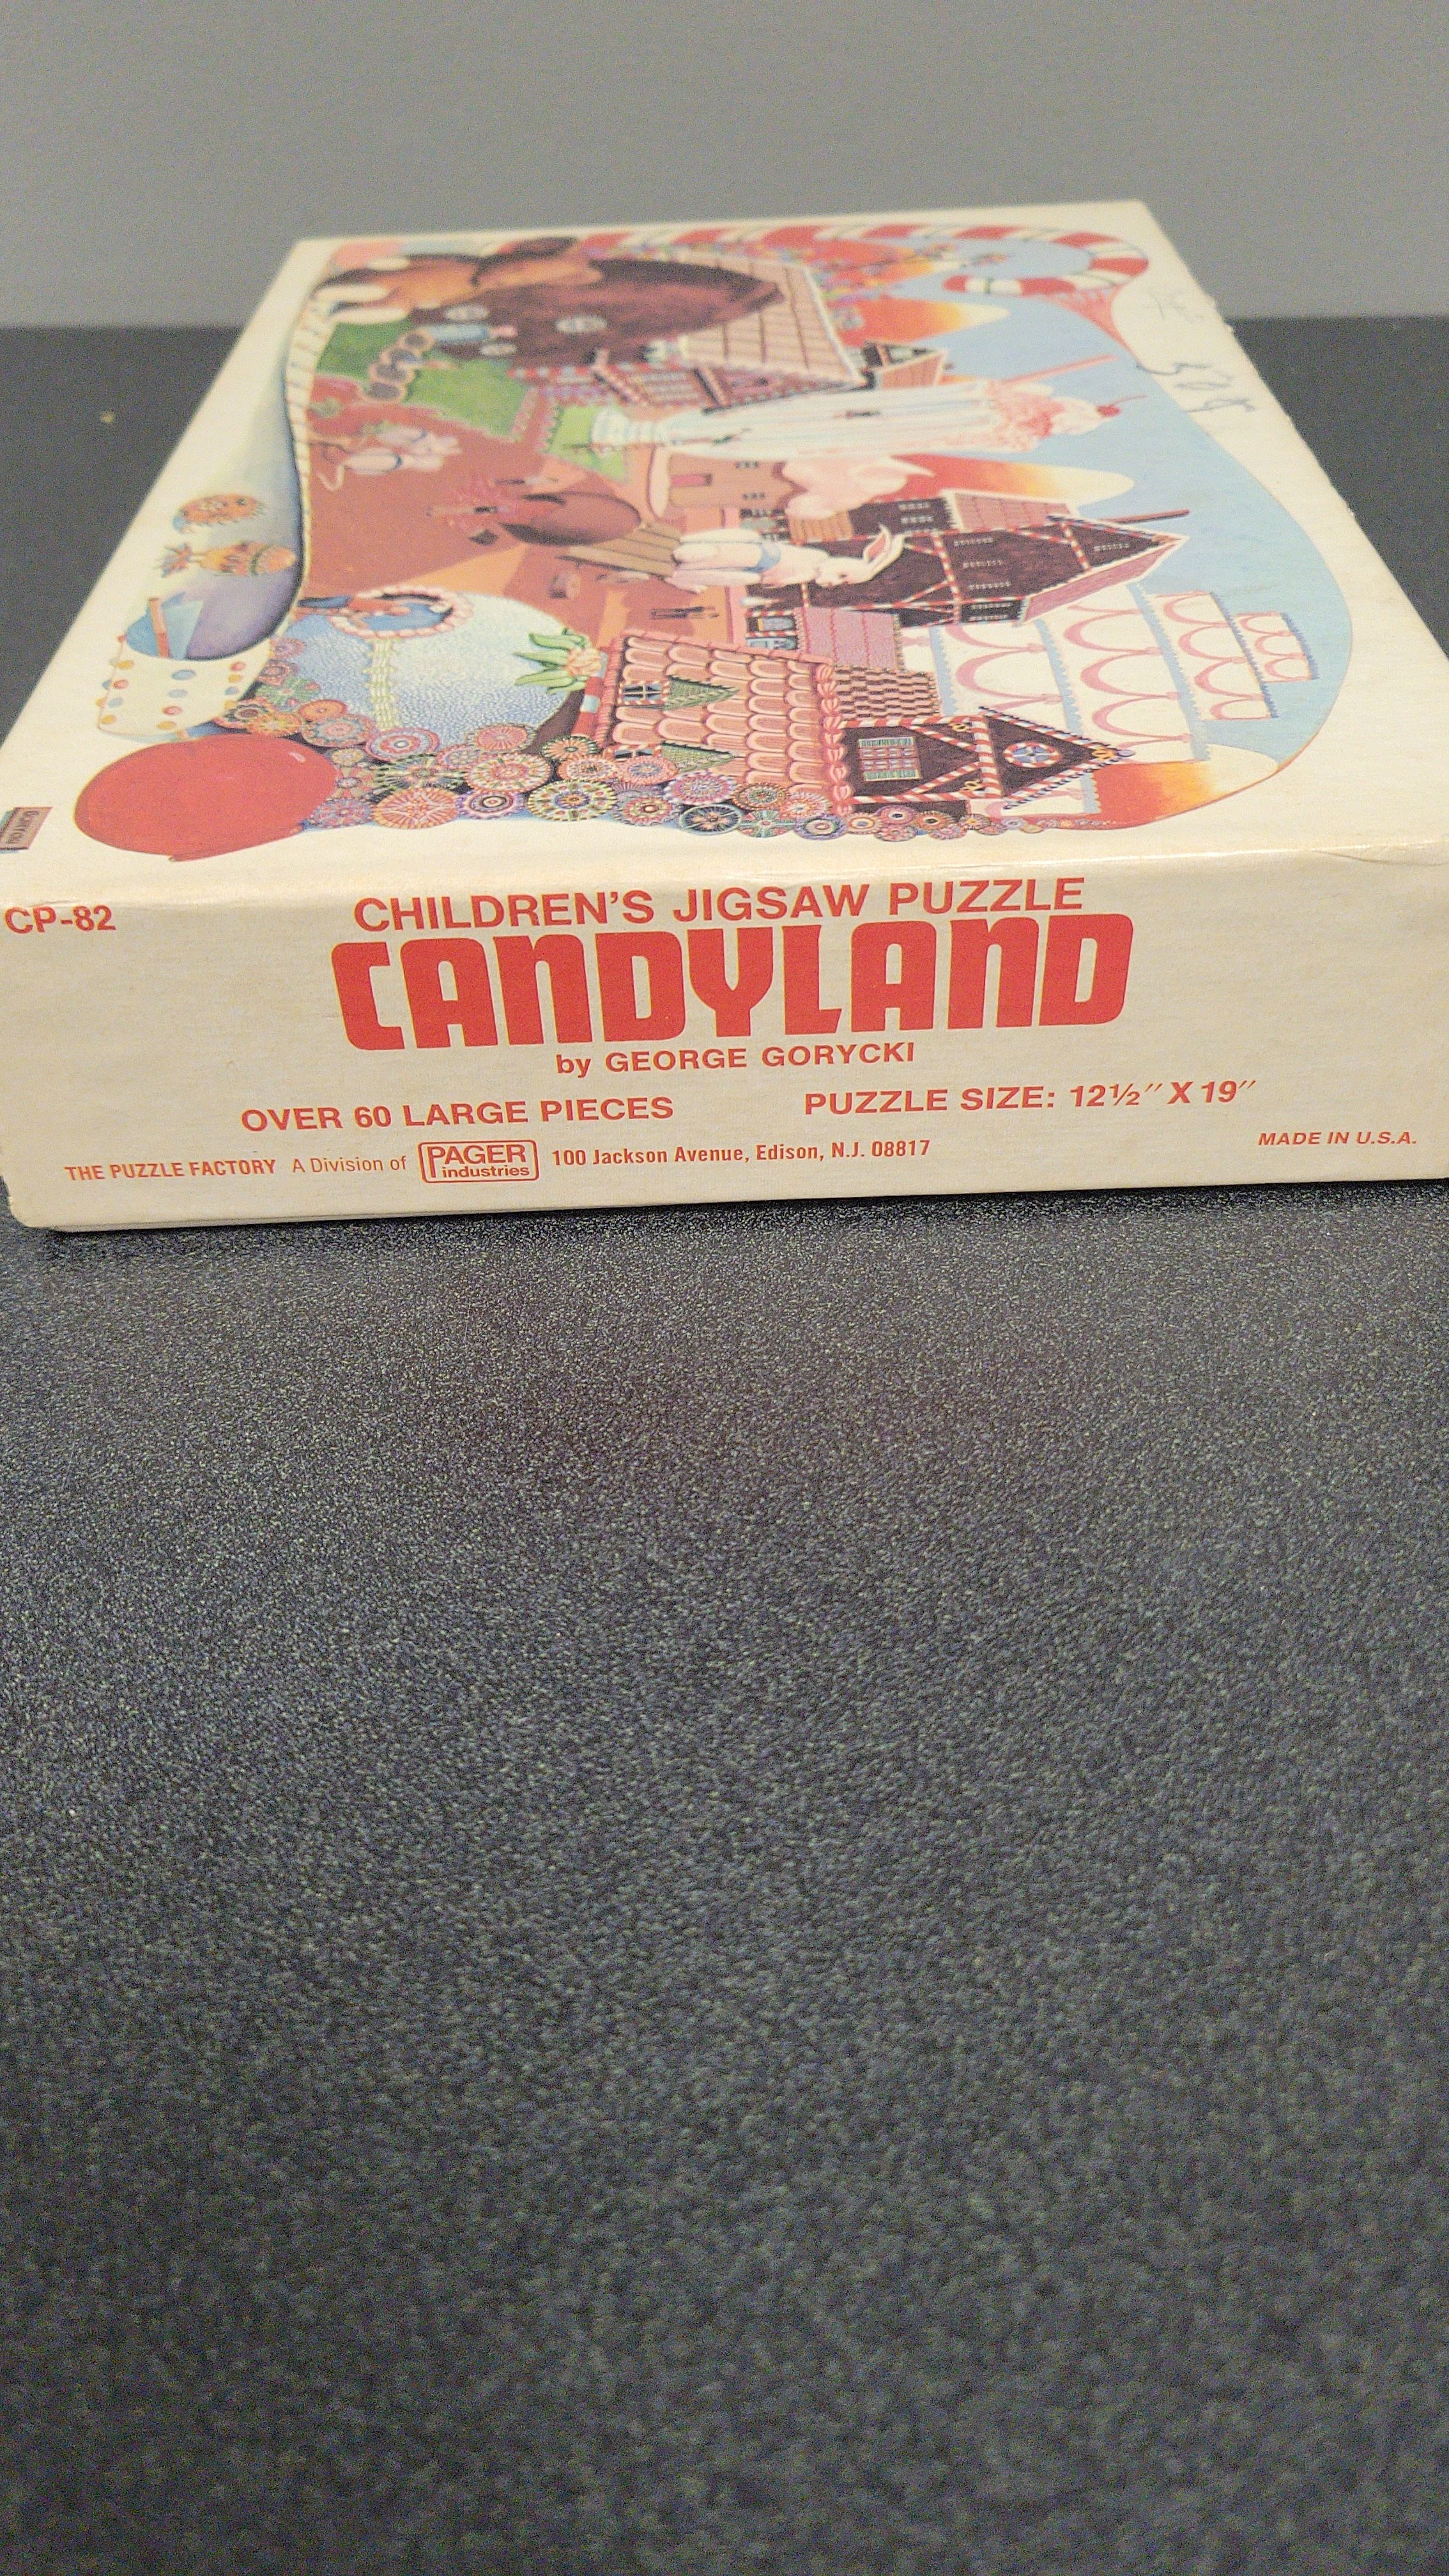 CP-82
CHILDREN'S JIGSAW PUZZLE
CANDYLAND
by GEORGE GORYCKI
OVER 60 LARGE PIECES PUZZLE SIZE: 12½" X 19"
THE PUZZLE FACTORY A Division of PAGER industries 100 Jackson Avenue, Edison, N.J. 08817
MADE IN U.S.A.